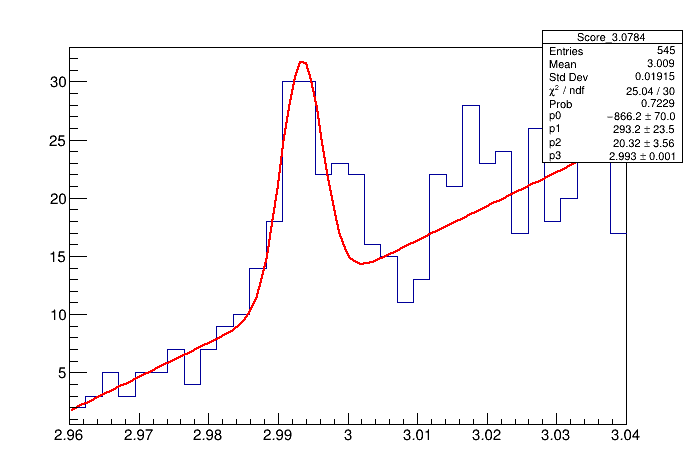 Score_3.0784
Entries 545
Mean 3.009
Std Dev 0.01915
χ² / ndf 25.04 / 30
Prob 0.7229
p0 −866.2 ± 70.0
p1 293.2 ± 23.5
p2 20.32 ± 3.56
p3 2.993 ± 0.001
30
25
20
15
10
5
2.96 2.97 2.98 2.99 3 3.01 3.02 3.03 3.04